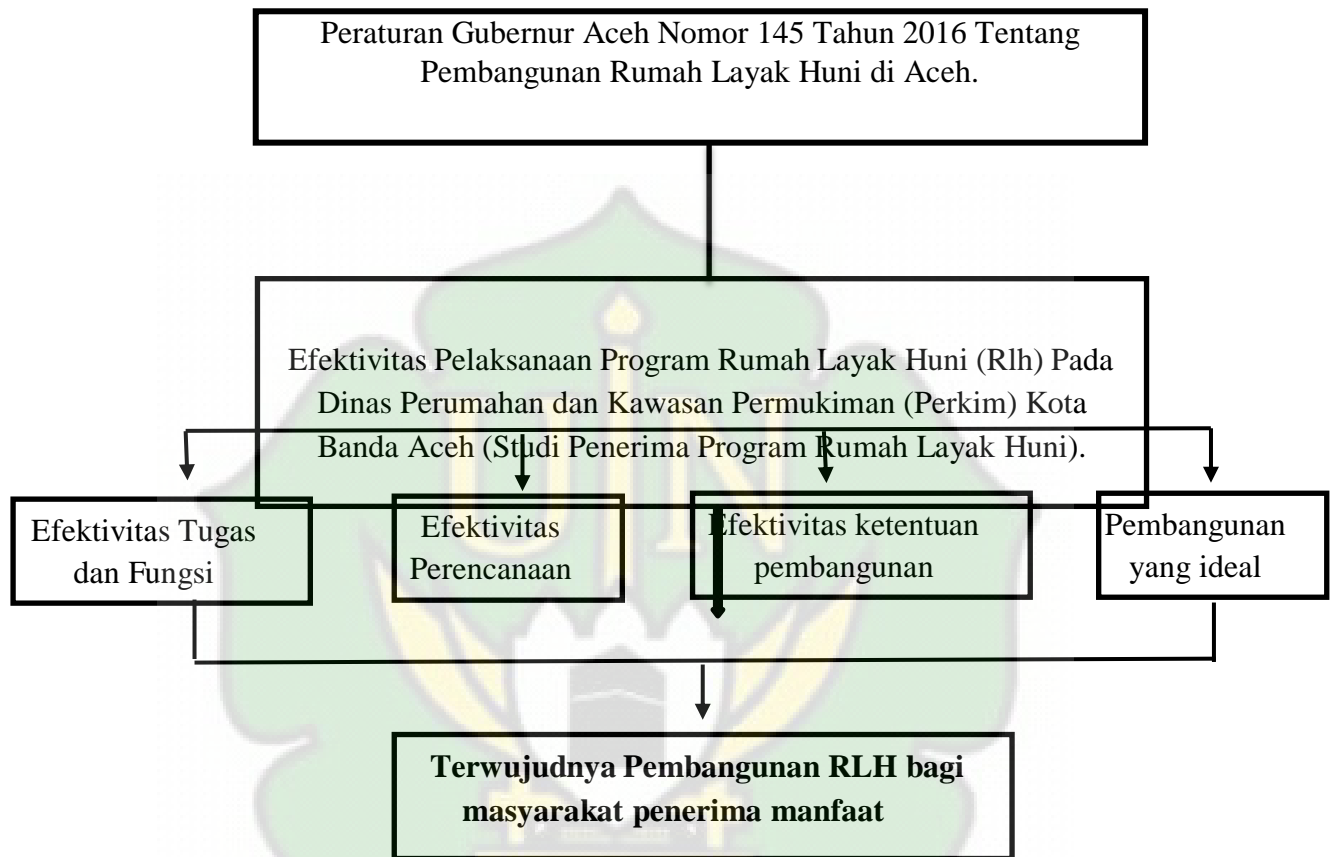 Peraturan Gubernur Aceh Nomor 145 Tahun 2016 Tentang
Pembangunan Rumah Layak Huni di Aceh.
Efektivitas Pelaksanaan Program Rumah Layak Huni (Rlh) Pada
Dinas Perumahan dan Kawasan Permukiman (Perkim) Kota
Banda Aceh (Studi Penerima Program Rumah Layak Huni).
Efektivitas Tugas
dan Fungsi
Efektivitas
Perencanaan
Efektivitas ketentuan
pembangunan
Pembangunan
yang ideal
Terwujudnya Pembangunan RLH bagi
masyarakat penerima manfaat
UIN